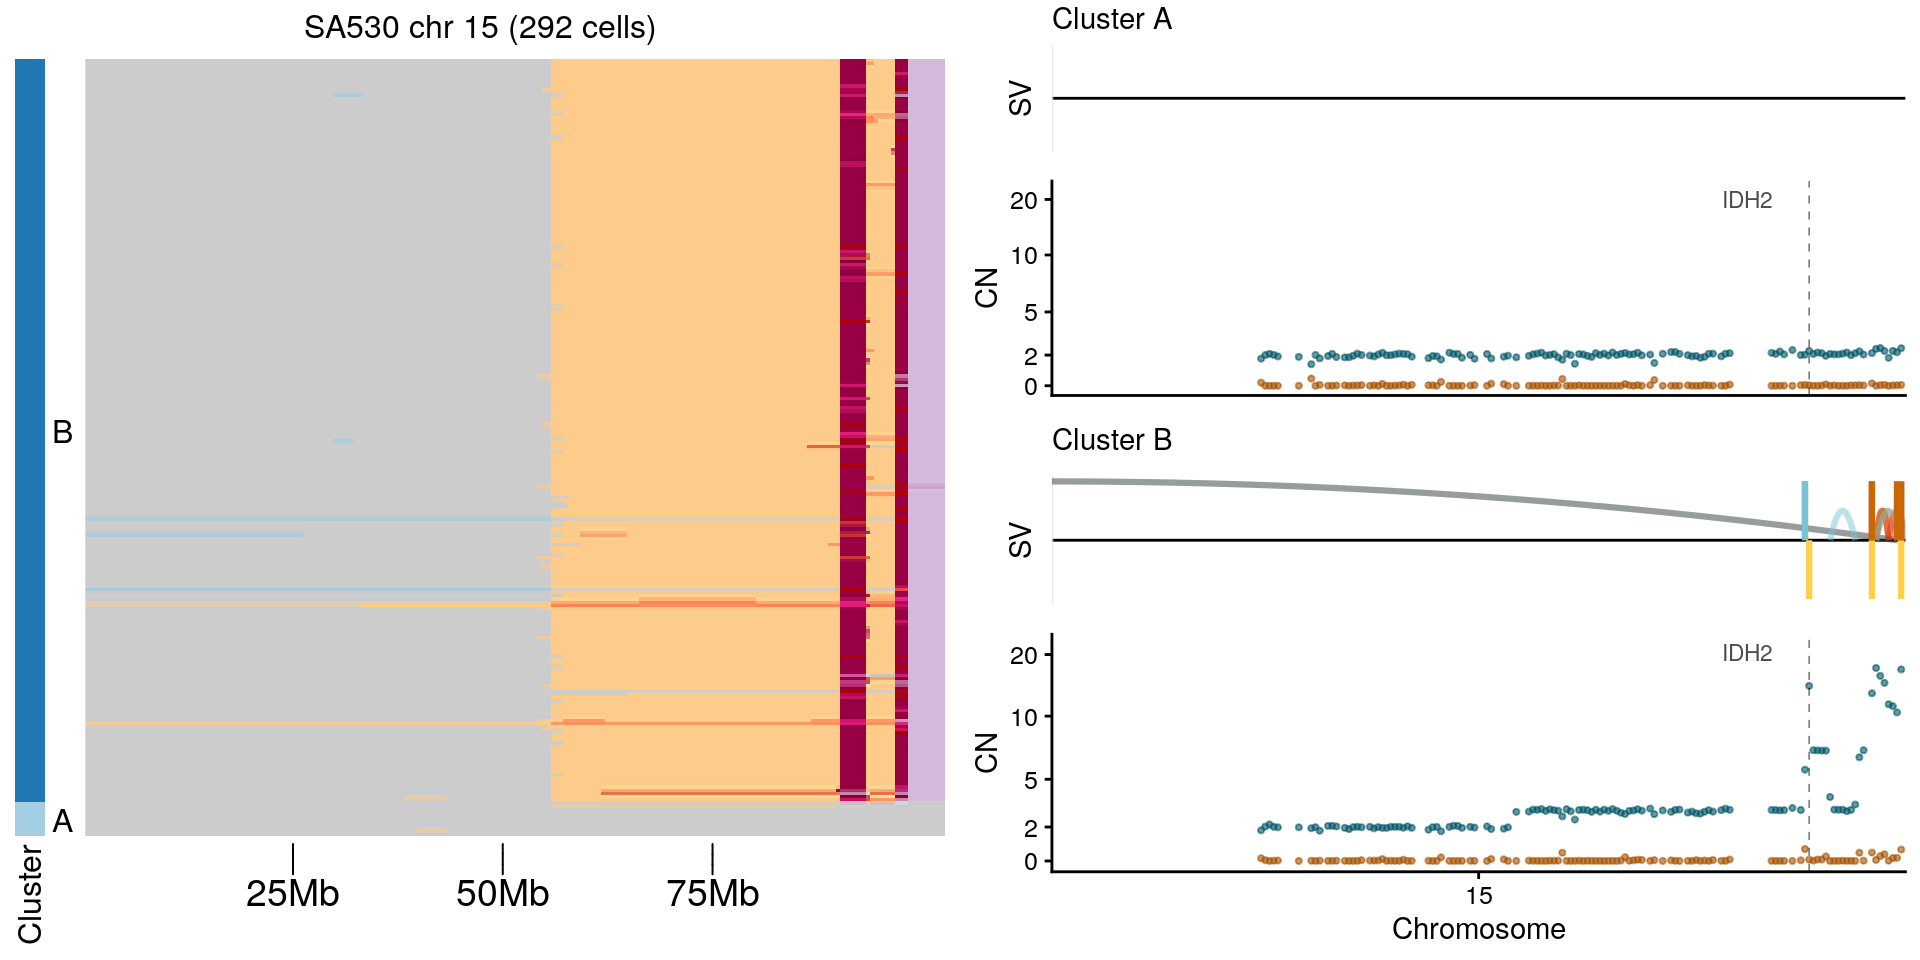 SA530 chr 15 (292 cells)
B
A
Cluster
25Mb
50Mb
75Mb
Cluster A
SV
CN
20
10
5
2
0
IDH2
Cluster B
SV
CN
20
10
5
2
0
IDH2
15
Chromosome